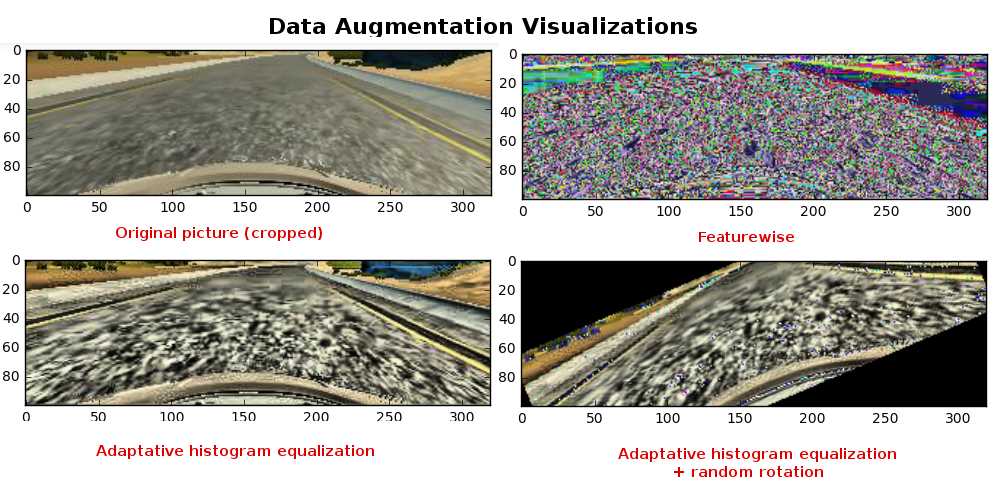 Data Augmentation Visualizations
0
20
40
60
80
0 50 100 150 200 250 300
Original picture (cropped)
0
20
40
60
80
0 50 100 150 200 250 300
Featurewise
0
20
40
60
80
0 50 100 150 200 250 300
Adaptative histogram equalization
0
20
40
60
80
0 50 100 150 200 250 300
Adaptative histogram equalization
+ random rotation